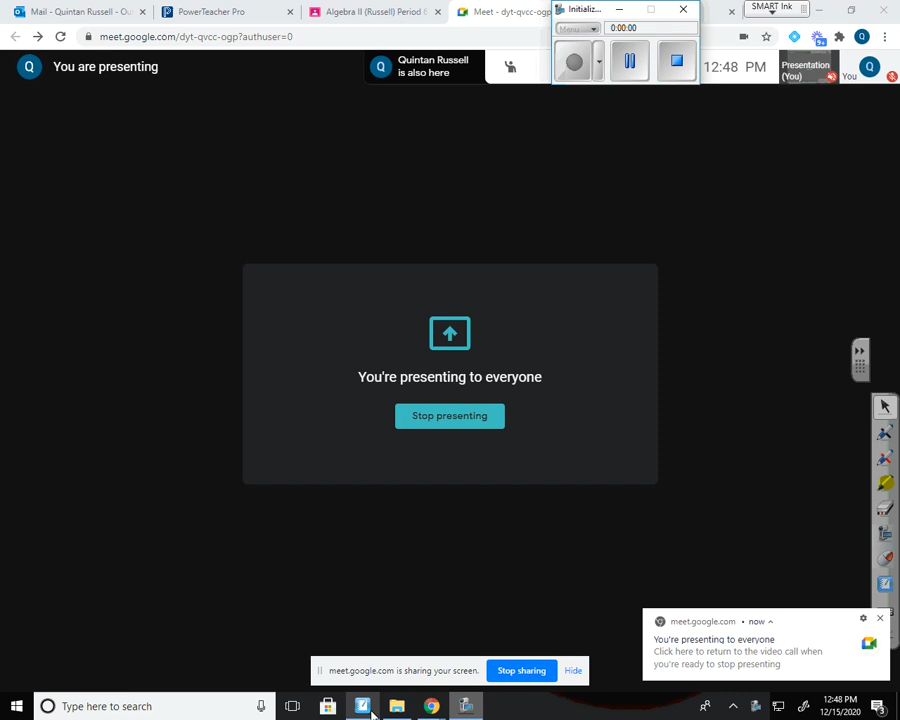 Mail - Quintan Russell - Ou
PowerTeacher Pro
Algebra II (Russell) Period 6
Meet - dyt-qvcc-ogp
Initializ...
SMART Ink
Menu
0:00:00
meet.google.com/dyt-qvcc-ogp?authuser=0
9+
Q
Q
You are presenting
Q
Quintan Russell
is also here
12:48 PM
Presentation
(You)
You
Q
You're presenting to everyone
Stop presenting
meet.google.com • now
You're presenting to everyone
Click here to return to the video call when
you're ready to stop presenting
meet.google.com is sharing your screen.
Stop sharing
Hide
Type here to search
12:48 PM
12/15/2020
3